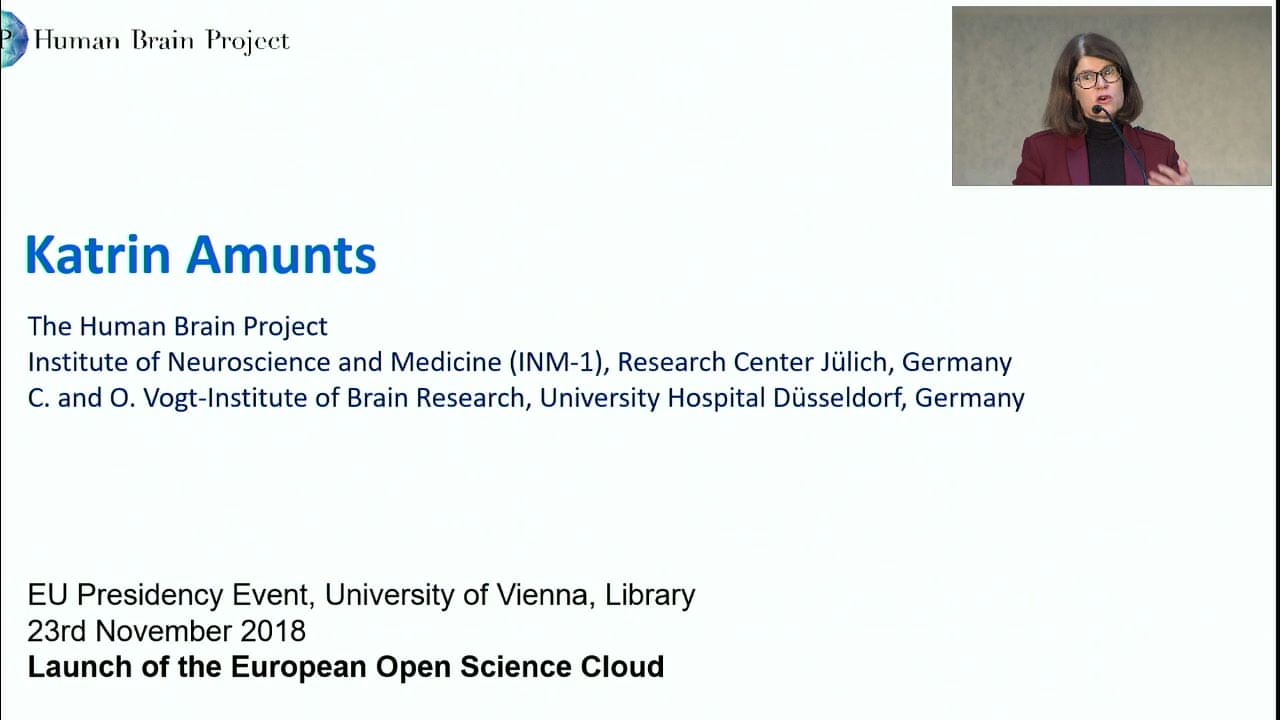 P Human Brain Project
Katrin Amunts
The Human Brain Project
Institute of Neuroscience and Medicine (INM-1), Research Center Jülich, Germany
C. and O. Vogt-Institute of Brain Research, University Hospital Düsseldorf, Germany
EU Presidency Event, University of Vienna, Library
23rd November 2018
Launch of the European Open Science Cloud